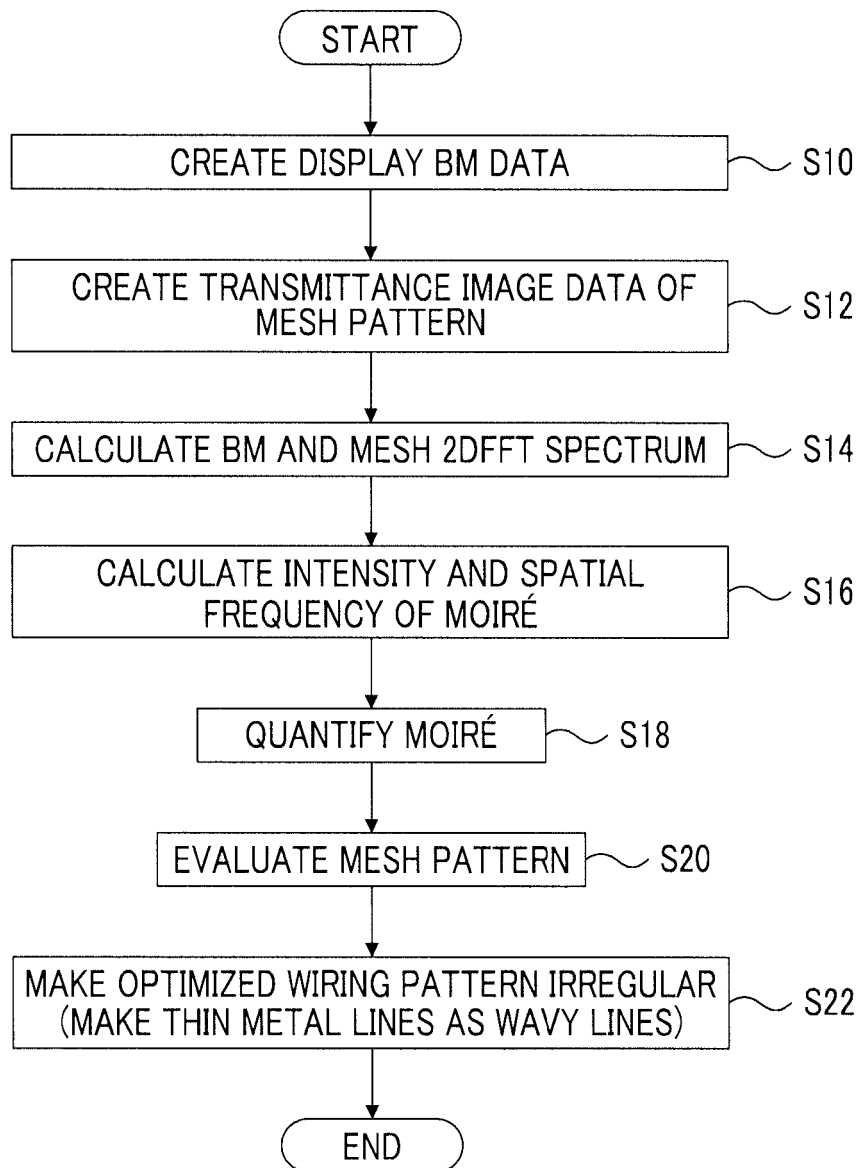 START
CREATE DISPLAY BM DATA
S10
CREATE TRANSMITTANCE IMAGE DATA OF
MESH PATTERN
S12
CALCULATE BM AND MESH 2DFFT SPECTRUM
S14
CALCULATE INTENSITY AND SPATIAL
FREQUENCY OF MOIRÉ
S16
QUANTIFY MOIRÉ
S18
EVALUATE MESH PATTERN
S20
MAKE OPTIMIZED WIRING PATTERN IRREGULAR
(MAKE THIN METAL LINES AS WAVY LINES)
S22
END